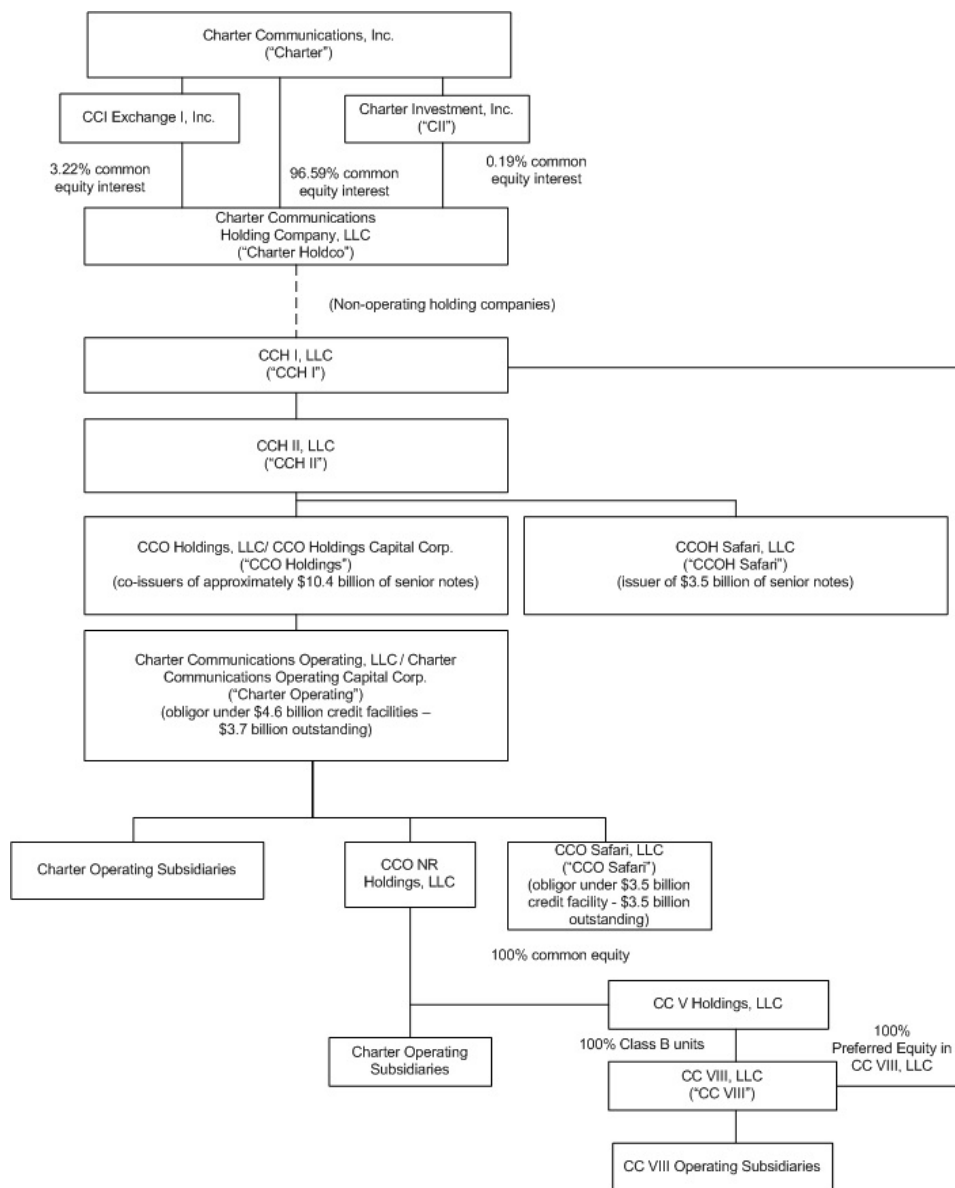 Charter Communications, Inc.
(“Charter”)
CCI Exchange I, Inc.
Charter Investment, Inc.
(“CII”)
3.22% common
equity interest
96.59% common
equity interest
0.19% common
equity interest
Charter Communications
Holding Company, LLC
(“Charter Holdco”)
(Non-operating holding companies)
CCH I, LLC
(“CCH I”)
CCH II, LLC
(“CCH II”)
CCO Holdings, LLC/ CCO Holdings Capital Corp.
(“CCO Holdings”)
(co-issuers of approximately $10.4 billion of senior notes)
CCOH Safari, LLC
(“CCOH Safari”)
(issuer of $3.5 billion of senior notes)
Charter Communications Operating, LLC / Charter
Communications Operating Capital Corp.
(“Charter Operating”)
(obligor under $4.6 billion credit facilities –
$3.7 billion outstanding)
Charter Operating Subsidiaries
CCO NR
Holdings, LLC
CCO Safari, LLC
(“CCO Safari”)
(obligor under $3.5 billion
credit facility - $3.5 billion
outstanding)
100% common equity
CC V Holdings, LLC
Charter Operating
Subsidiaries
100% Class B units
100%
Preferred Equity in
CC VIII, LLC
CC VIII, LLC
(“CC VIII”)
CC VIII Operating Subsidiaries